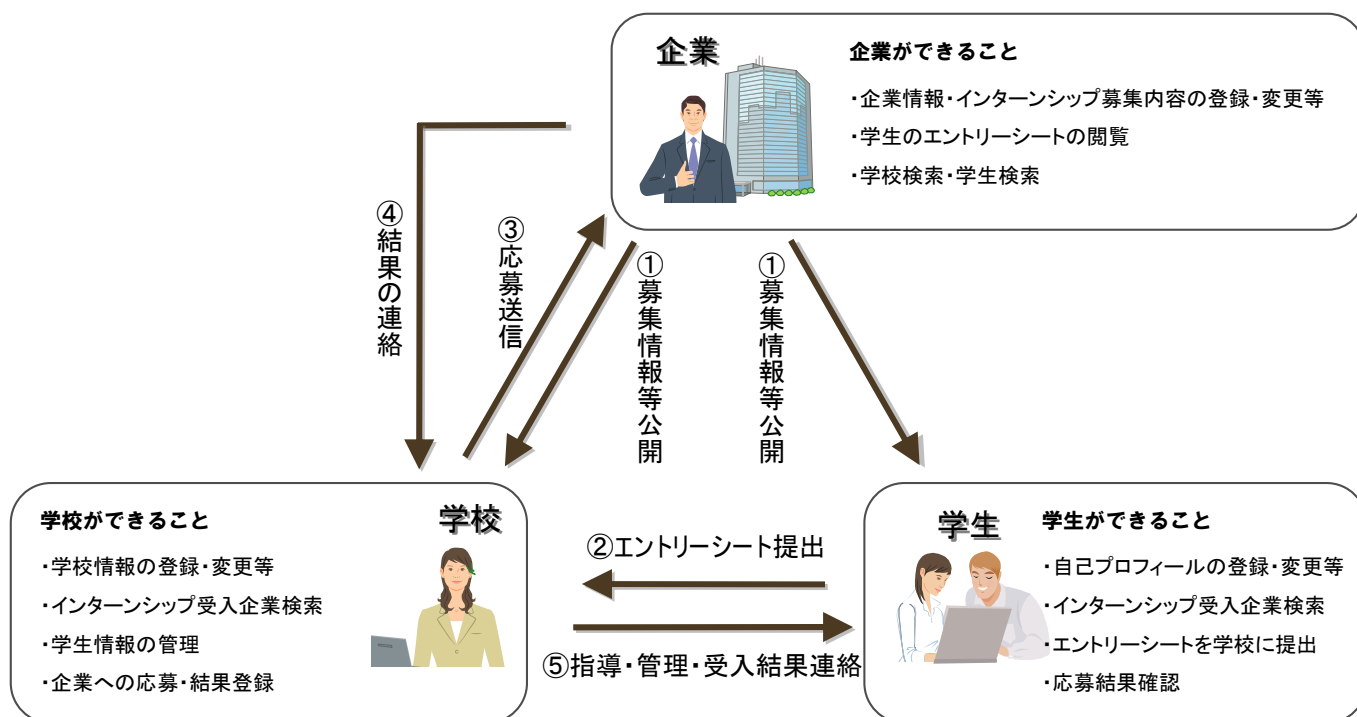 企業
企業ができること
・企業情報・インターンシップ募集内容の登録・変更等
・学生のエントリーシートの閲覧
・学校検索・学生検索
④結果の連絡
③応募送信
①募集情報等公開
①募集情報等公開
学校ができること
学校
・学校情報の登録・変更等
・インターンシップ受入企業検索
・学生情報の管理
・企業への応募・結果登録
②エントリーシート提出
⑤指導・管理・受入結果連絡
学生
学生ができること
・自己プロフィールの登録・変更等
・インターンシップ受入企業検索
・エントリーシートを学校に提出
・応募結果確認